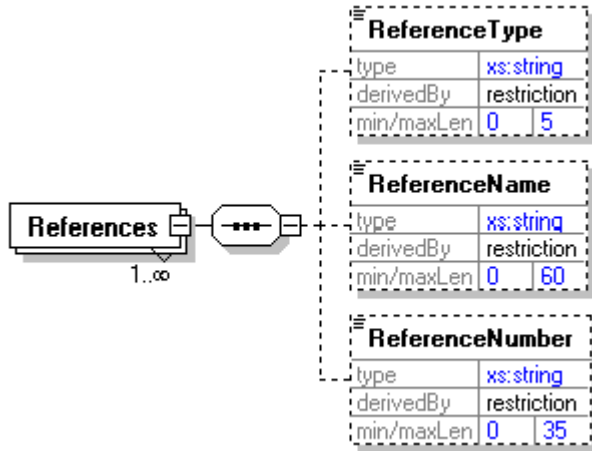 ReferenceType
type xs:string
derivedBy restriction
min/maxLen 0 5
ReferenceName
type xs:string
derivedBy restriction
min/maxLen 0 60
References
1..∞
ReferenceNumber
type xs:string
derivedBy restriction
min/maxLen 0 35